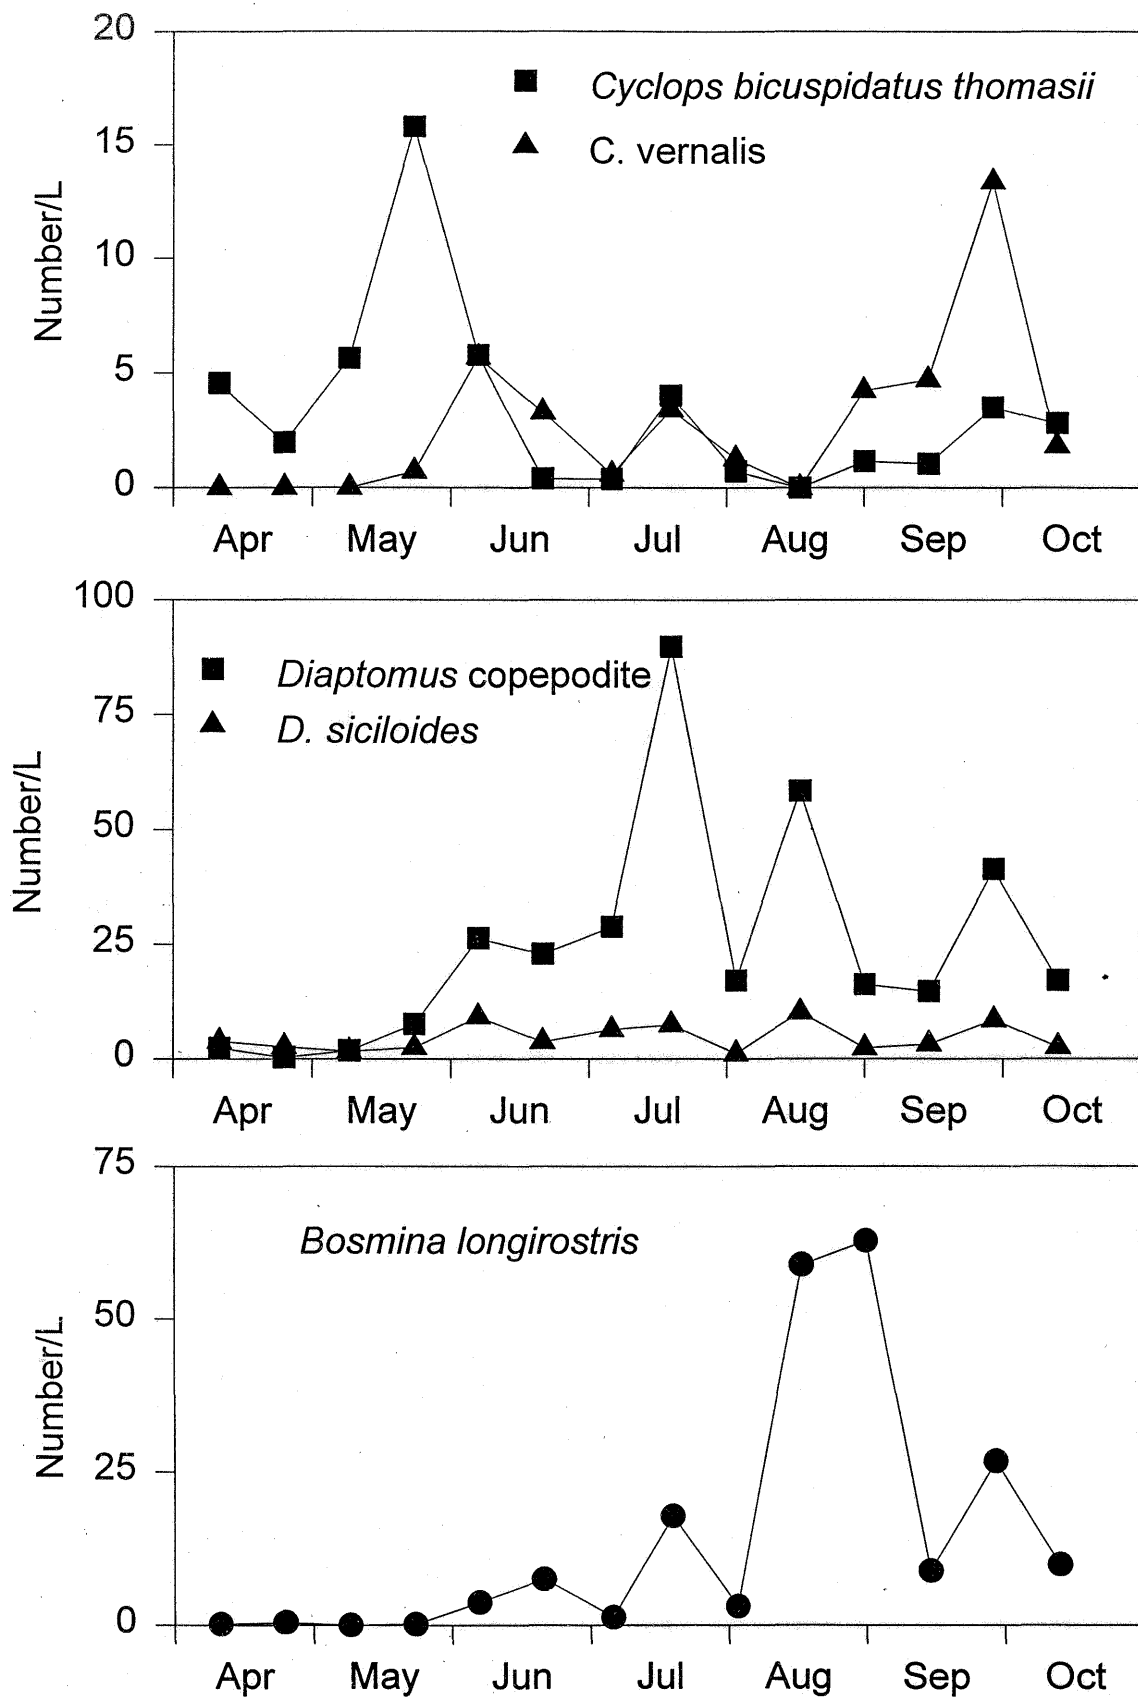 20
Cyclops bicuspidatus thomasii
C. vernalis
15
Number/L
10
5
0
Apr May Jun Jul Aug Sep Oct
100
Diaptomus copepodite
75
D. siciloides
Number/L
50
25
0
Apr May Jun Jul Aug Sep Oct
75
Bosmina longirostris
50
Number/L
25
0
Apr May Jun Jul Aug Sep Oct